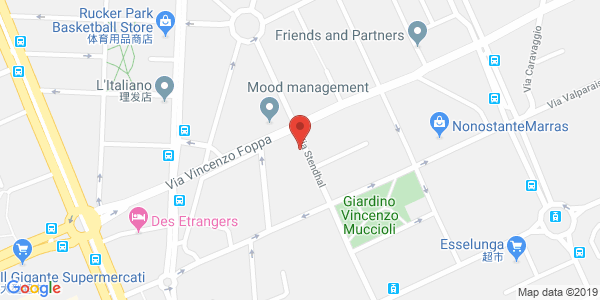 Rucker Park
Basketball Store
体育用品商店
Friends and Partners
Via Caravaggio
L'Italiano
理发店
Mood management
Via Valparais
NonostanteMarras
Via Vincenzo Foppa
Via Stendhal
Giardino
Vincenzo
Muccioli
Des Etrangers
Esselunga
超市
Il Gigante Supermercati
Google
Map data ©2019